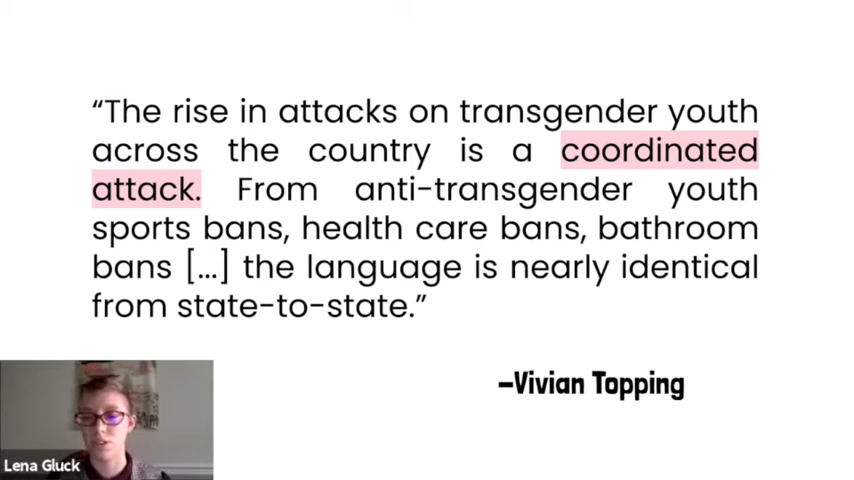 “The rise in attacks on transgender youth
across the country is a coordinated
attack. From anti-transgender youth
sports bans, health care bans, bathroom
bans [...] the language is nearly identical
from state-to-state.”
–Vivian Topping
Lena Gluck